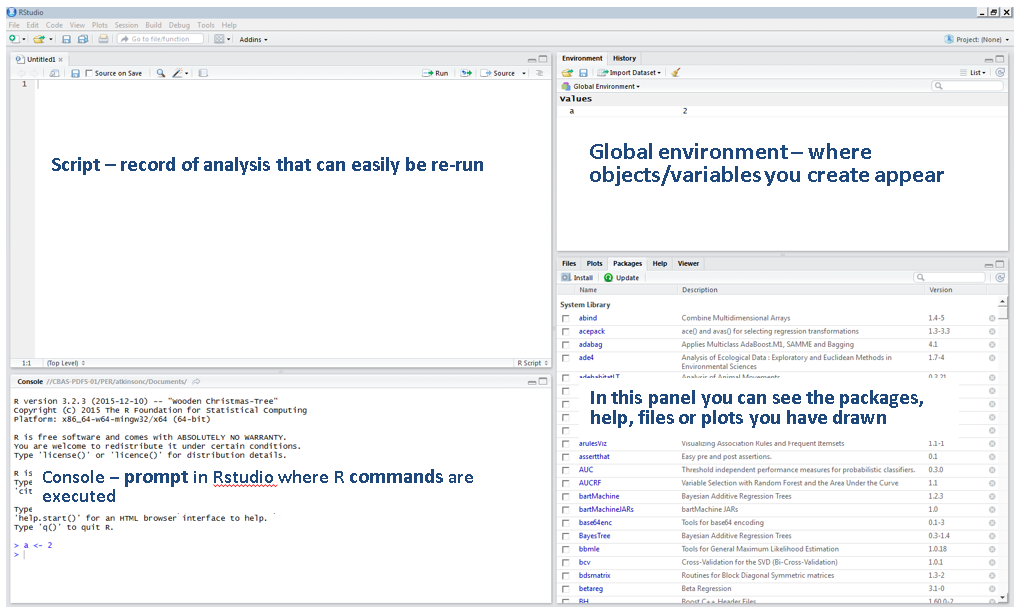 RStudio
File Edit Code View Plots Session Build Debug Tools Help
Go to file/function Addins Project: (None)
Untitled1
Source on Save Run Source
1
Script – record of analysis that can easily be re-run
1:1 (Top Level) R Script
Console //CBAS-PDFS-01/PER/atkinsonc/Documents/
R version 3.2.3 (2015-12-10) -- "Wooden Christmas-Tree"
Copyright (C) 2015 The R Foundation for Statistical Computing
Platform: x86_64-w64-mingw32/x64 (64-bit)
R is free software and comes with ABSOLUTELY NO WARRANTY.
You are welcome to redistribute it under certain conditions.
Type 'license()' or 'licence()' for distribution details.
R is
Type
'cit
Console – prompt in Rstudio where R commands are
executed
Type
'help.start()' for an HTML browser interface to help.
Type 'q()' to quit R.
> a <- 2
>
Environment History
Import Dataset List
Global Environment
Values
a 2
Global environment – where
objects/variables you create appear
Files Plots Packages Help Viewer
Install Update
Name Description Version
System Library
abind Combine Multidimensional Arrays 1.4-5
acepack ace() and avas() for selecting regression transformations 1.3-3.3
adabag Applies Multiclass AdaBoost.M1, SAMME and Bagging 4.1
ade4 Analysis of Ecological Data : Exploratory and Euclidean Methods in 1.7-4
Environmental Sciences
adehabitatLT Analysis of Animal Movements 0.3.21
In this panel you can see the packages,
help, files or plots you have drawn
arulesViz Visualizing Association Rules and Frequent Itemsets 1.1-1
assertthat Easy pre and post assertions. 0.1
AUC Threshold independent performance measures for probabilistic classifiers. 0.3.0
AUCRF Variable Selection with Random Forest and the Area Under the Curve 1.1
bartMachine Bayesian Additive Regression Trees 1.2.3
bartMachineJARs bartMachine JARs 1.0
base64enc Tools for base64 encoding 0.1-3
BayesTree Bayesian Additive Regression Trees 0.3-1.4
bbmle Tools for General Maximum Likelihood Estimation 1.0.18
bcv Cross-Validation for the SVD (Bi-Cross-Validation) 1.0.1
bdsmatrix Routines for Block Diagonal Symmetric matrices 1.3-2
betareg Beta Regression 3.1-0
BH Boost C++ Header Files 1.60.0-2